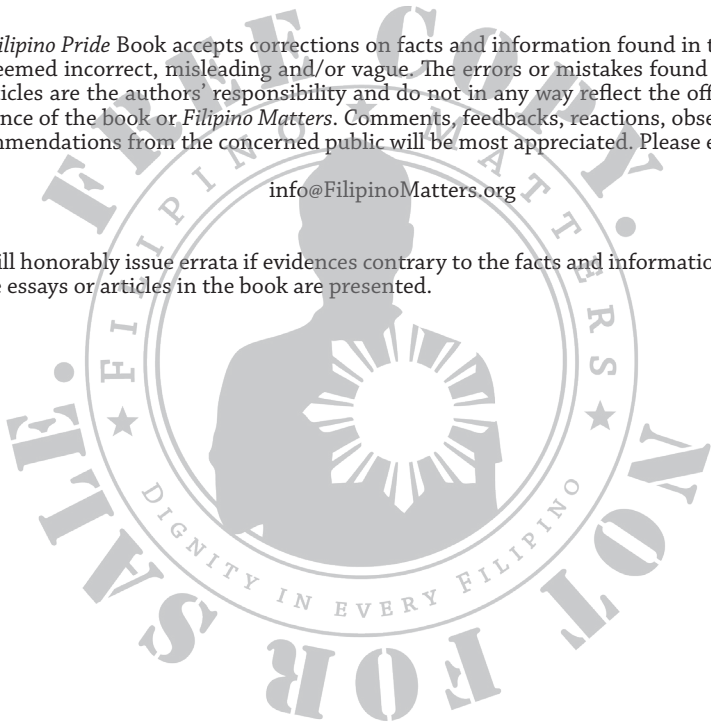 ilipino Pride Book accepts corrections on facts and information found in t
eemed incorrect, misleading and/or vague. The errors or mistakes found
icles are the authors' responsibility and do not in any way reflect the off
nce of the book or Filipino Matters. Comments, feedbacks, reactions, obse
mmendations from the concerned public will be most appreciated. Please e
info@FilipinoMatters.org
ill honorably issue errata if evidences contrary to the facts and informatio
e essays or articles in the book are presented.
FREE COPY.
NOT FOR SALE.
FILIPINO MATTERS
DIGNITY IN EVERY FILIPINO